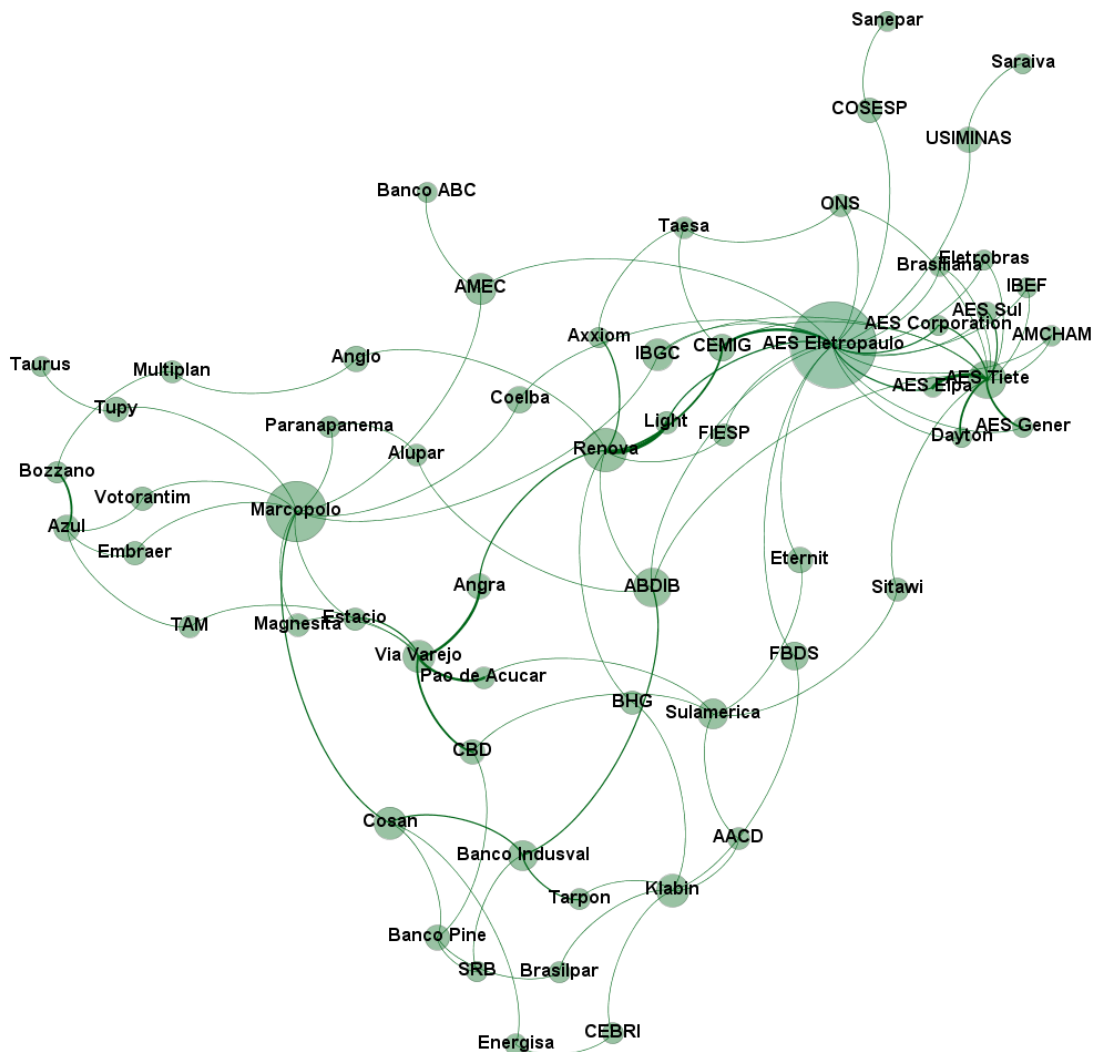 Sanepar
Saraiva
COSESP
USIMINAS
Banco ABC
ONS
Taesa
Eletrobras
Brasiliana
IBEF
AMEC
AES Sul
AES Corporation
AMCHAM
Axxiom
CEMIG
AES Eletropaulo
IBGC
Anglo
Taurus
Multiplan
AES Tiete
AES Elpa
Coelba
Tupy
Light
Paranapanema
AES Gener
FIESP
Dayton
Renova
Alupar
Bozzano
Votorantim
Marcopolo
Azul
Embraer
Eternit
Angra
ABDIB
Sitawi
Estacio
TAM
Magnesita
Via Varejo
FBDS
Pao de Acucar
BHG
Sulamerica
CBD
Cosan
AACD
Banco Indusval
Klabin
Tarpon
Banco Pine
SRB
Brasilpar
CEBRI
Energisa